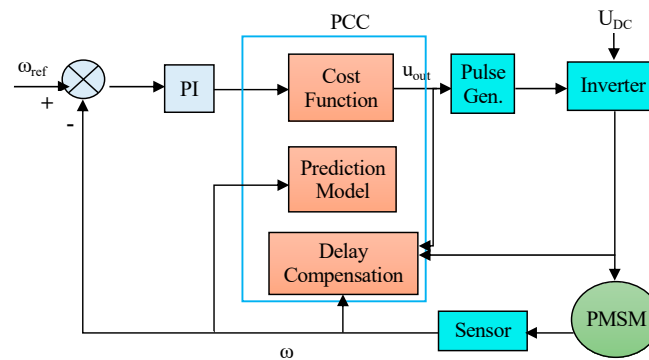 PCC
U_DC
ω_ref
+
-
PI
Cost
Function
u_out
Pulse
Gen.
Inverter
Prediction
Model
Delay
Compensation
Sensor
PMSM
ω